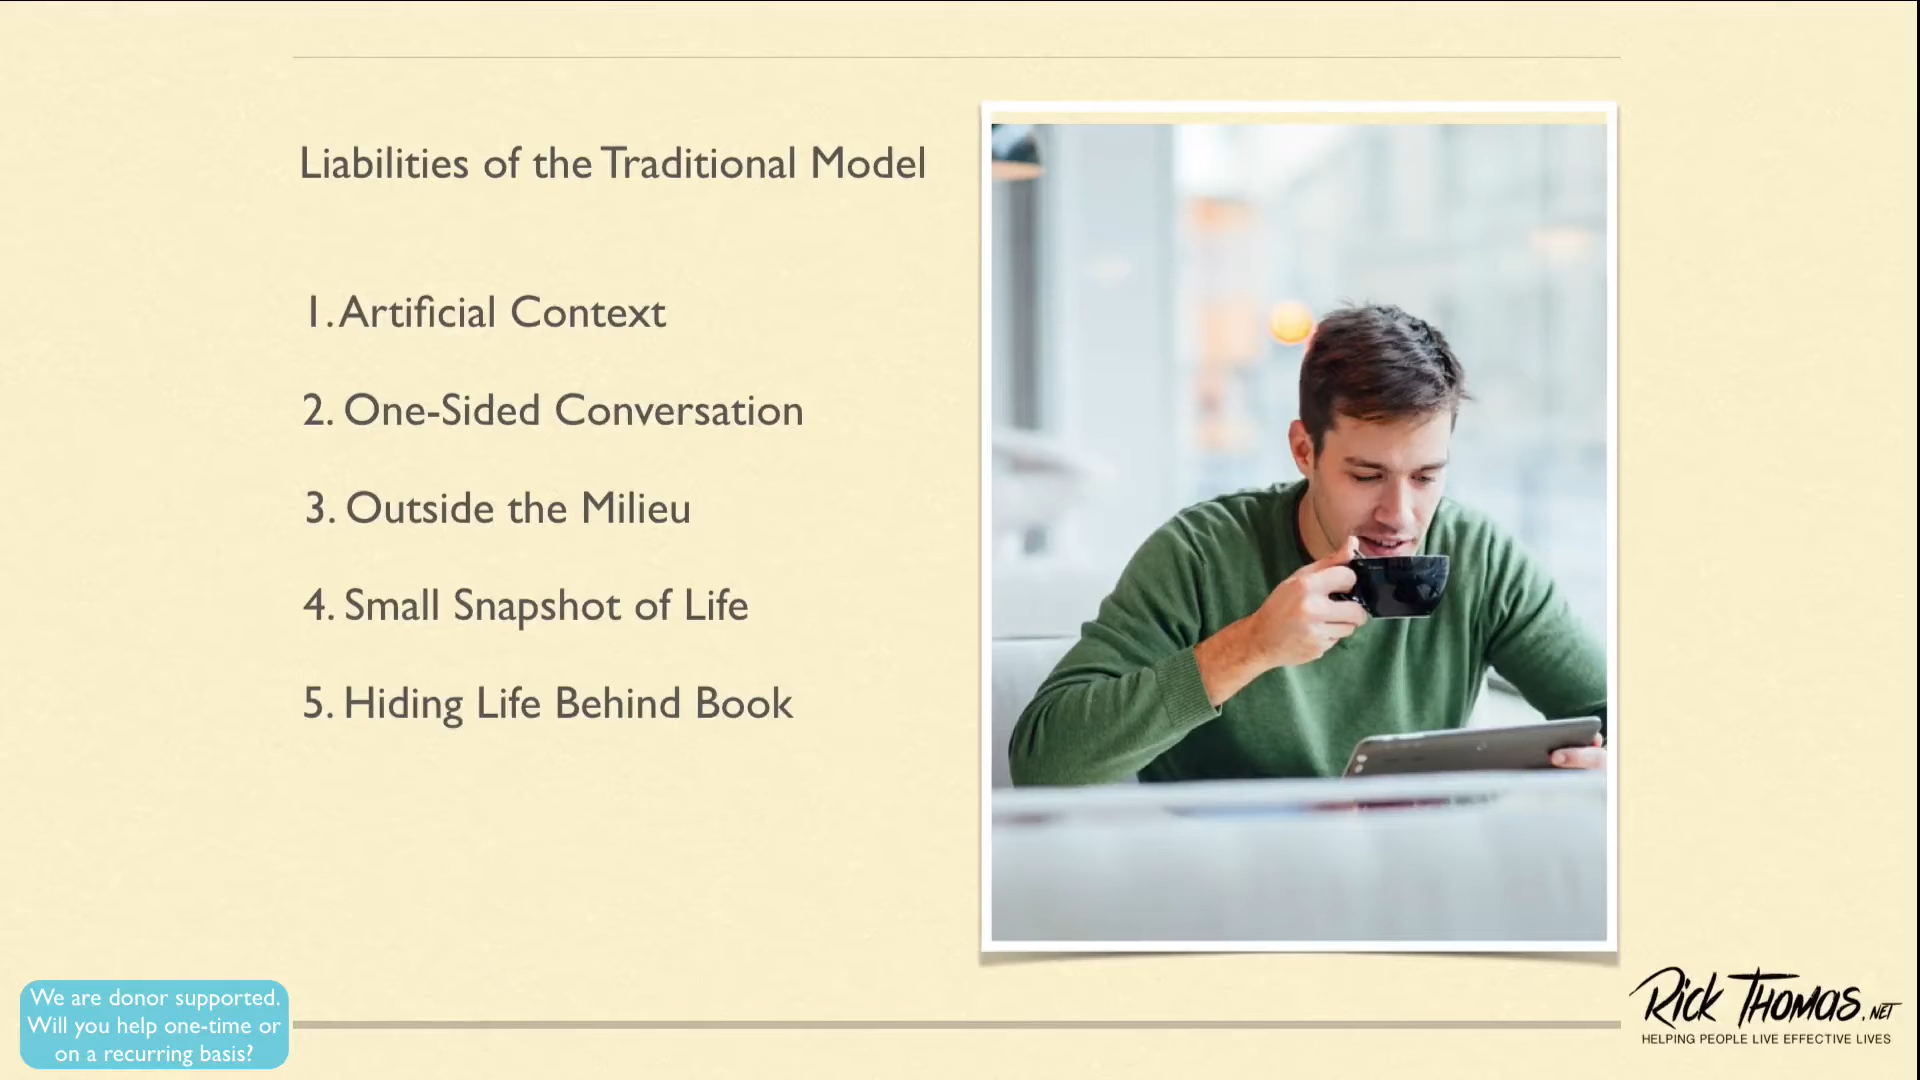 Liabilities of the Traditional Model
1. Artificial Context
2. One-Sided Conversation
3. Outside the Milieu
4. Small Snapshot of Life
5. Hiding Life Behind Book
We are donor supported.
Will you help one-time or
on a recurring basis?
RICK THOMAS.NET
HELPING PEOPLE LIVE EFFECTIVE LIVES